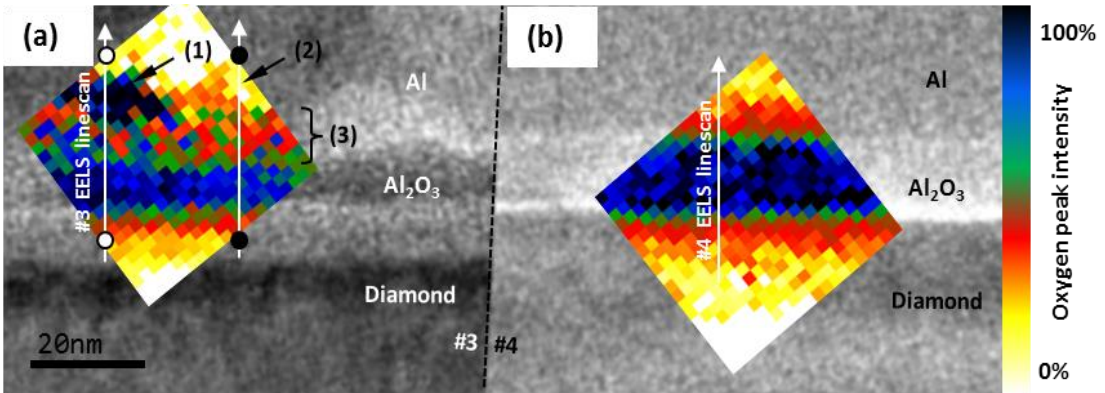 (a)
(1)
(2)
Al
(3)
#3 EELS linescan
Al2O3
Diamond
20nm
#3
(b)
Al
#4 EELS linescan
Al2O3
Diamond
#4
100%
Oxygen peak intensity
0%